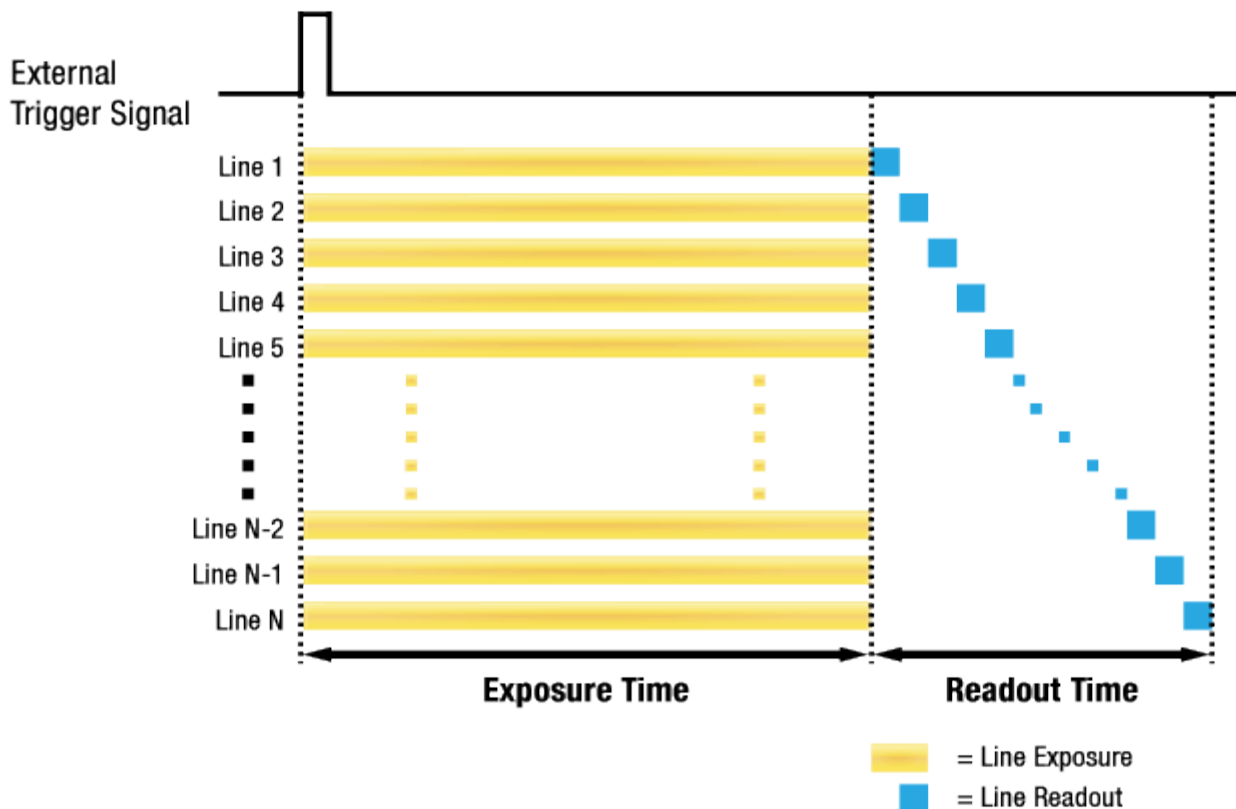 External
Trigger Signal
Line 1
Line 2
Line 3
Line 4
Line 5
Line N-2
Line N-1
Line N
Exposure Time
Readout Time
= Line Exposure
= Line Readout